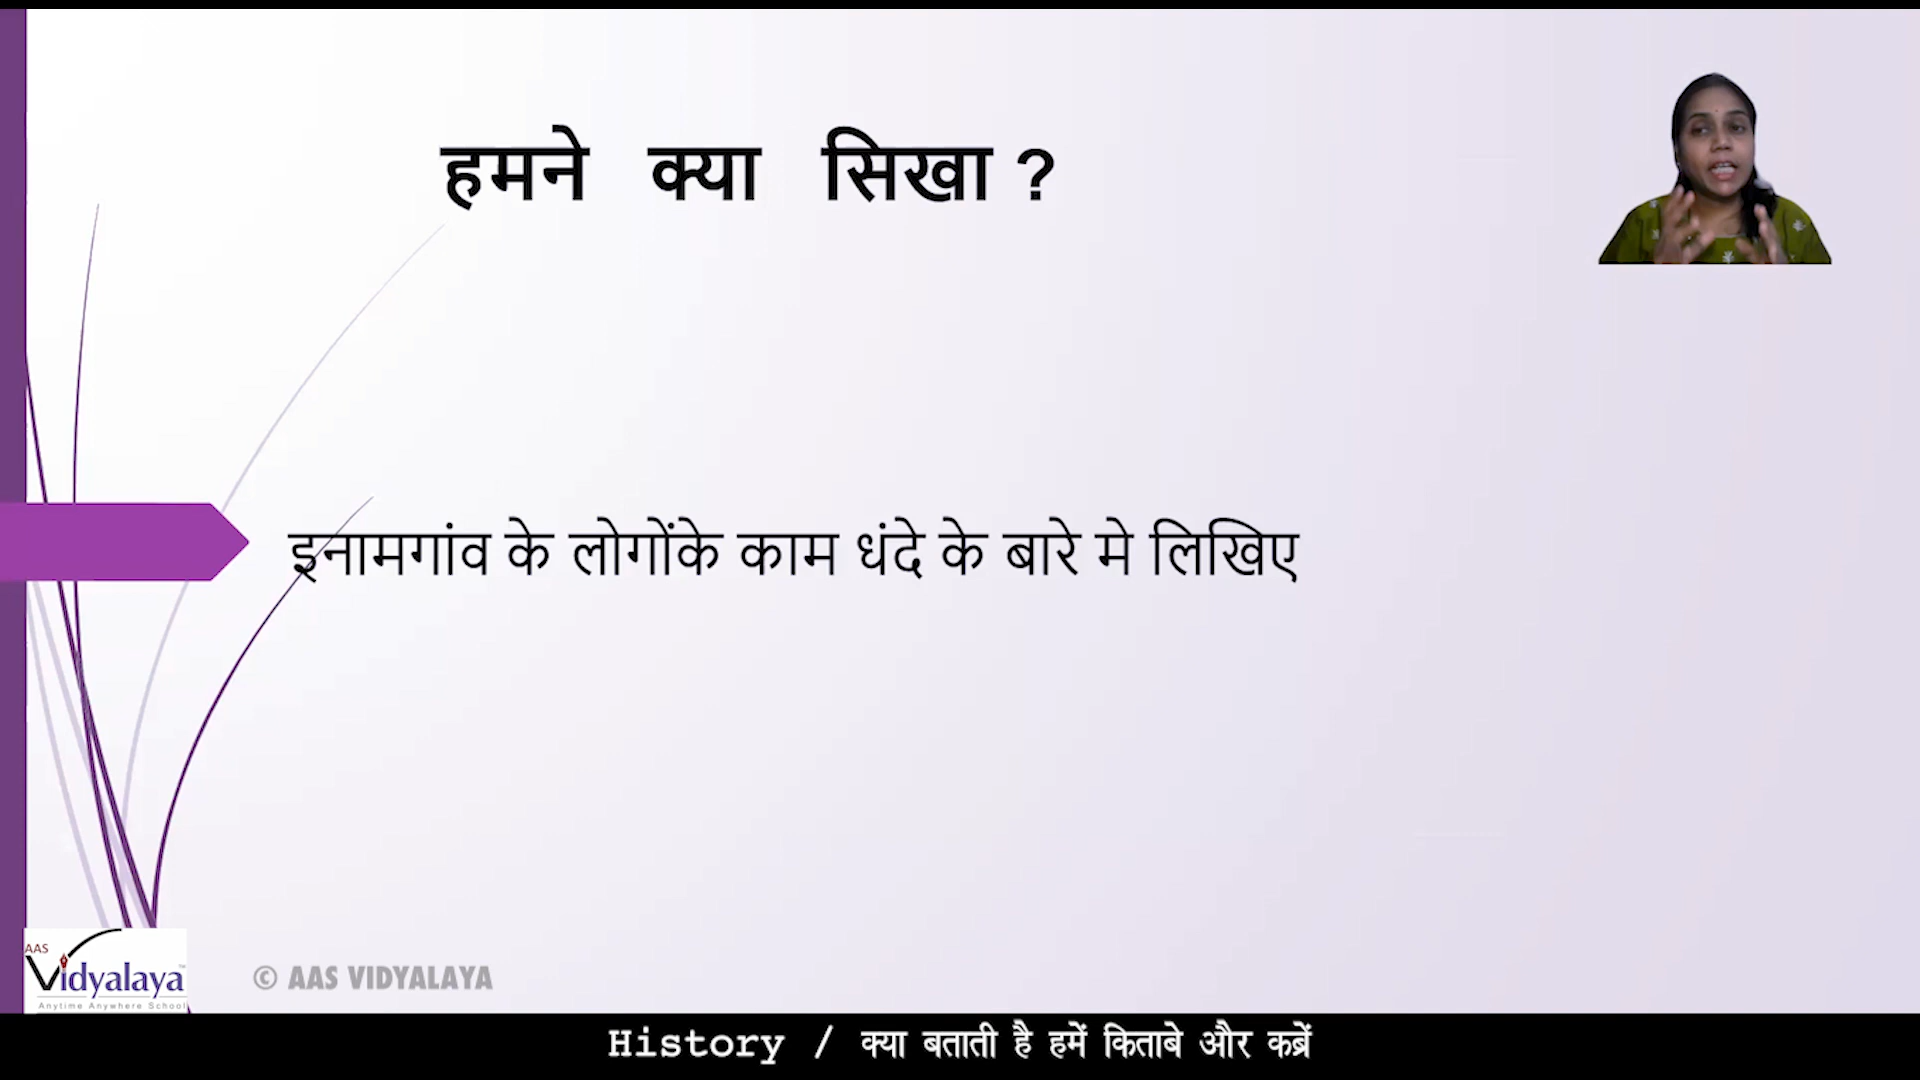 हमने क्या सिखा ?
इनामगांव के लोगोंके काम धंदे के बारे मे लिखिए
AAS
Vidyalaya
Anytime Anywhere School
© AAS VIDYALAYA
History / क्या बताती है हमें किताबे और कब्रें